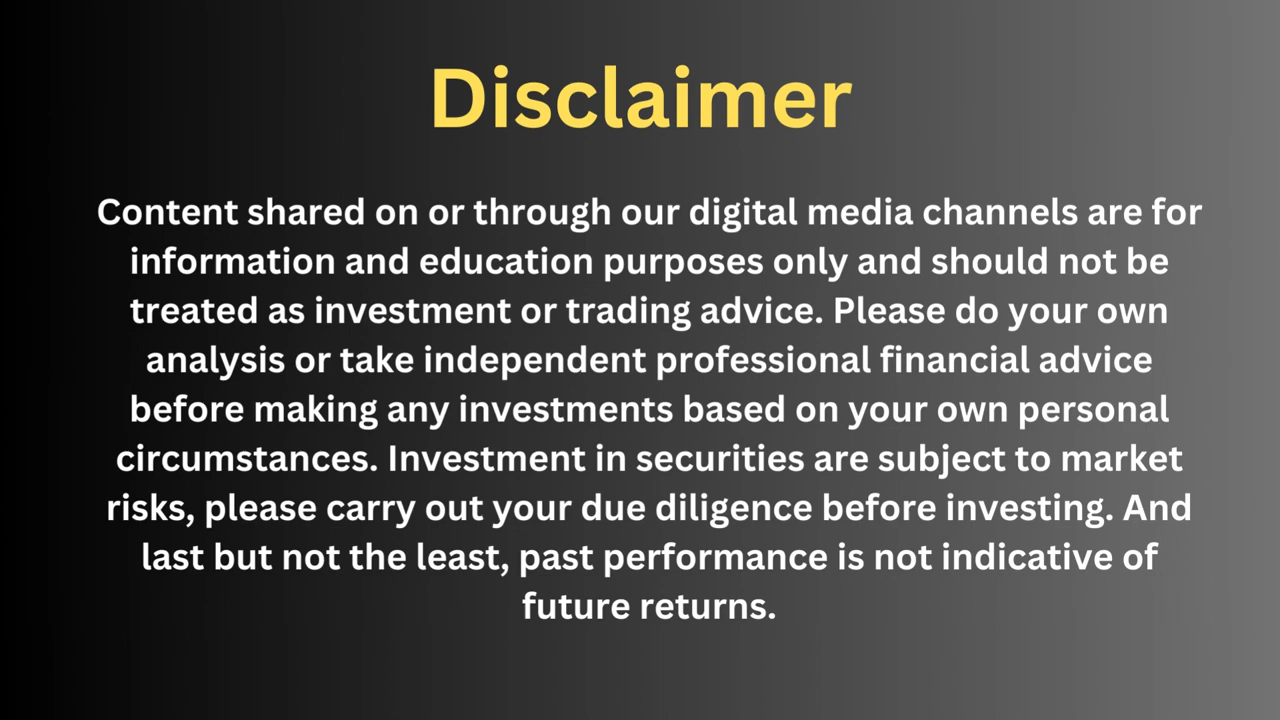 Disclaimer
Content shared on or through our digital media channels are for
information and education purposes only and should not be
treated as investment or trading advice. Please do your own
analysis or take independent professional financial advice
before making any investments based on your own personal
circumstances. Investment in securities are subject to market
risks, please carry out your due diligence before investing. And
last but not the least, past performance is not indicative of
future returns.